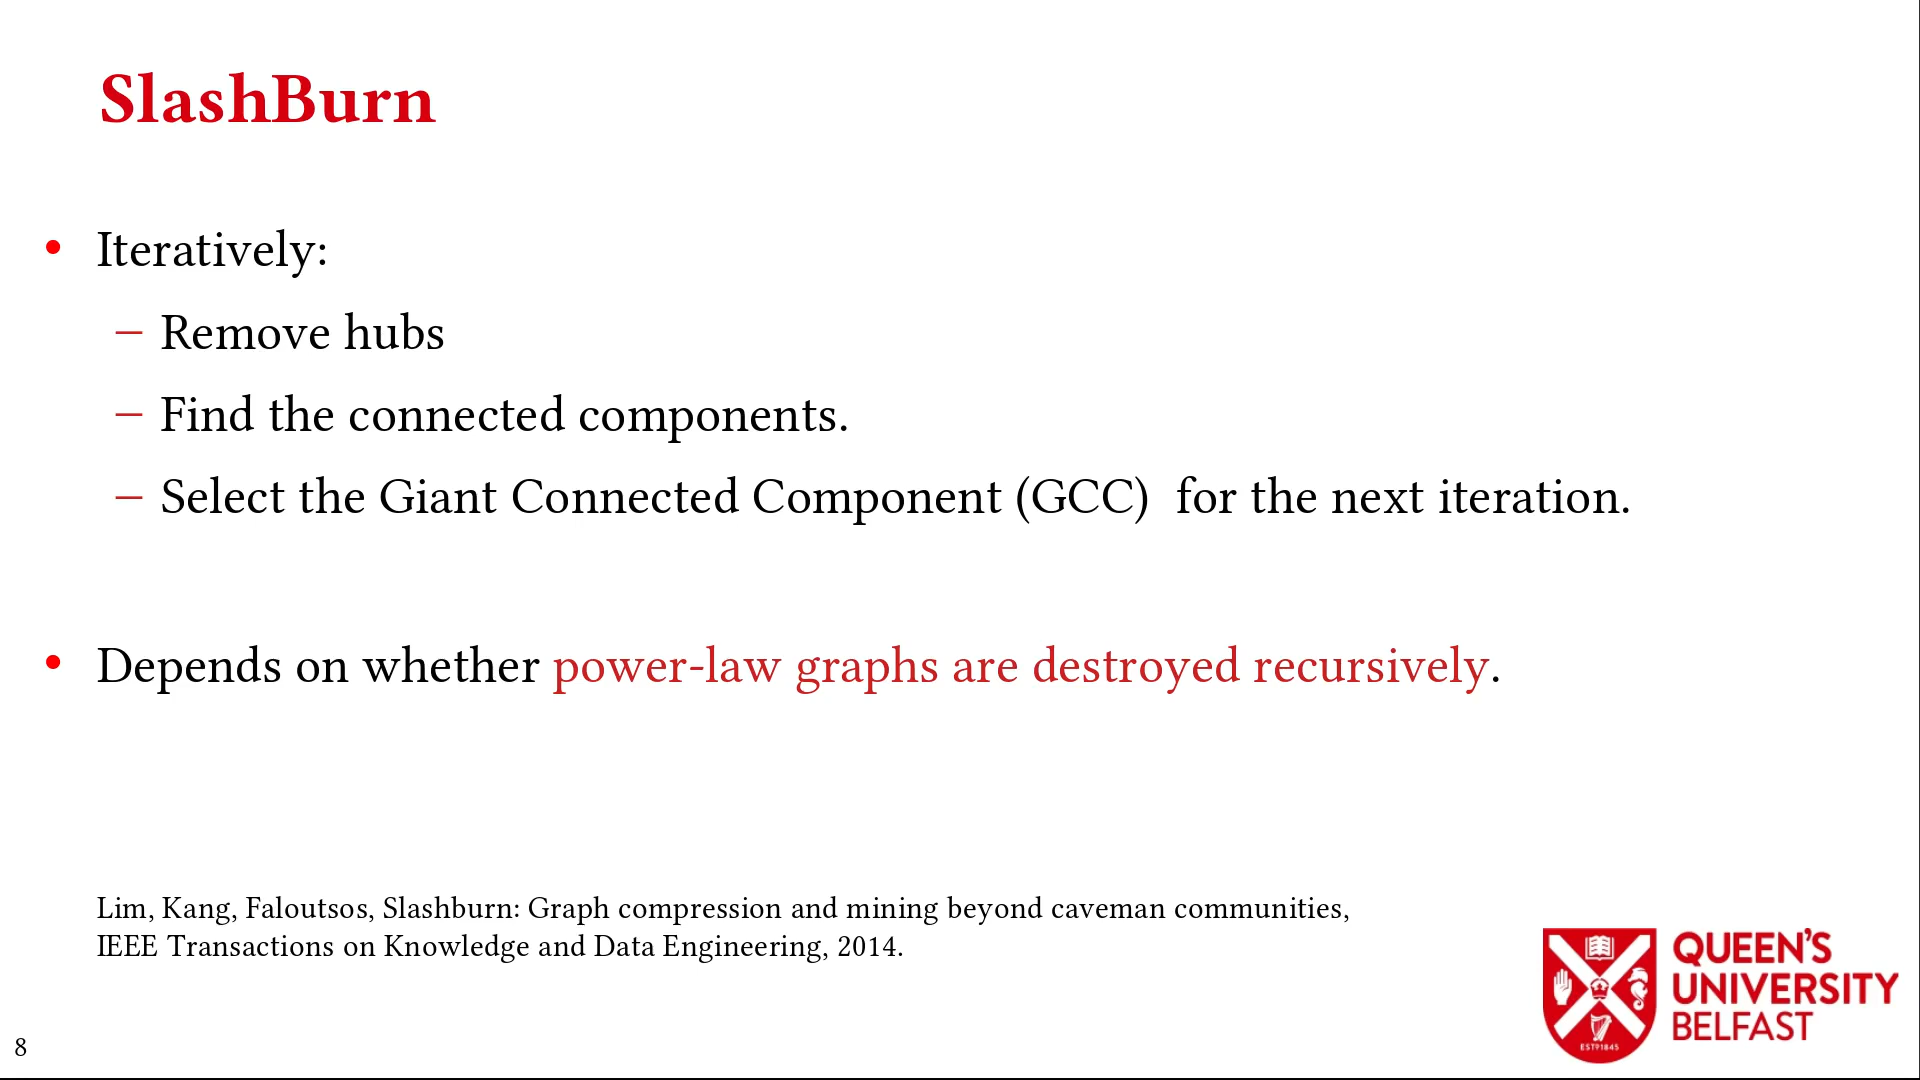 SlashBurn
• Iteratively:
– Remove hubs
– Find the connected components.
– Select the Giant Connected Component (GCC)  for the next iteration.
• Depends on whether power-law graphs are destroyed recursively.
Lim, Kang, Faloutsos, Slashburn: Graph compression and mining beyond caveman communities,
IEEE Transactions on Knowledge and Data Engineering, 2014.
QUEEN'S
UNIVERSITY
BELFAST
ESTD1845
8